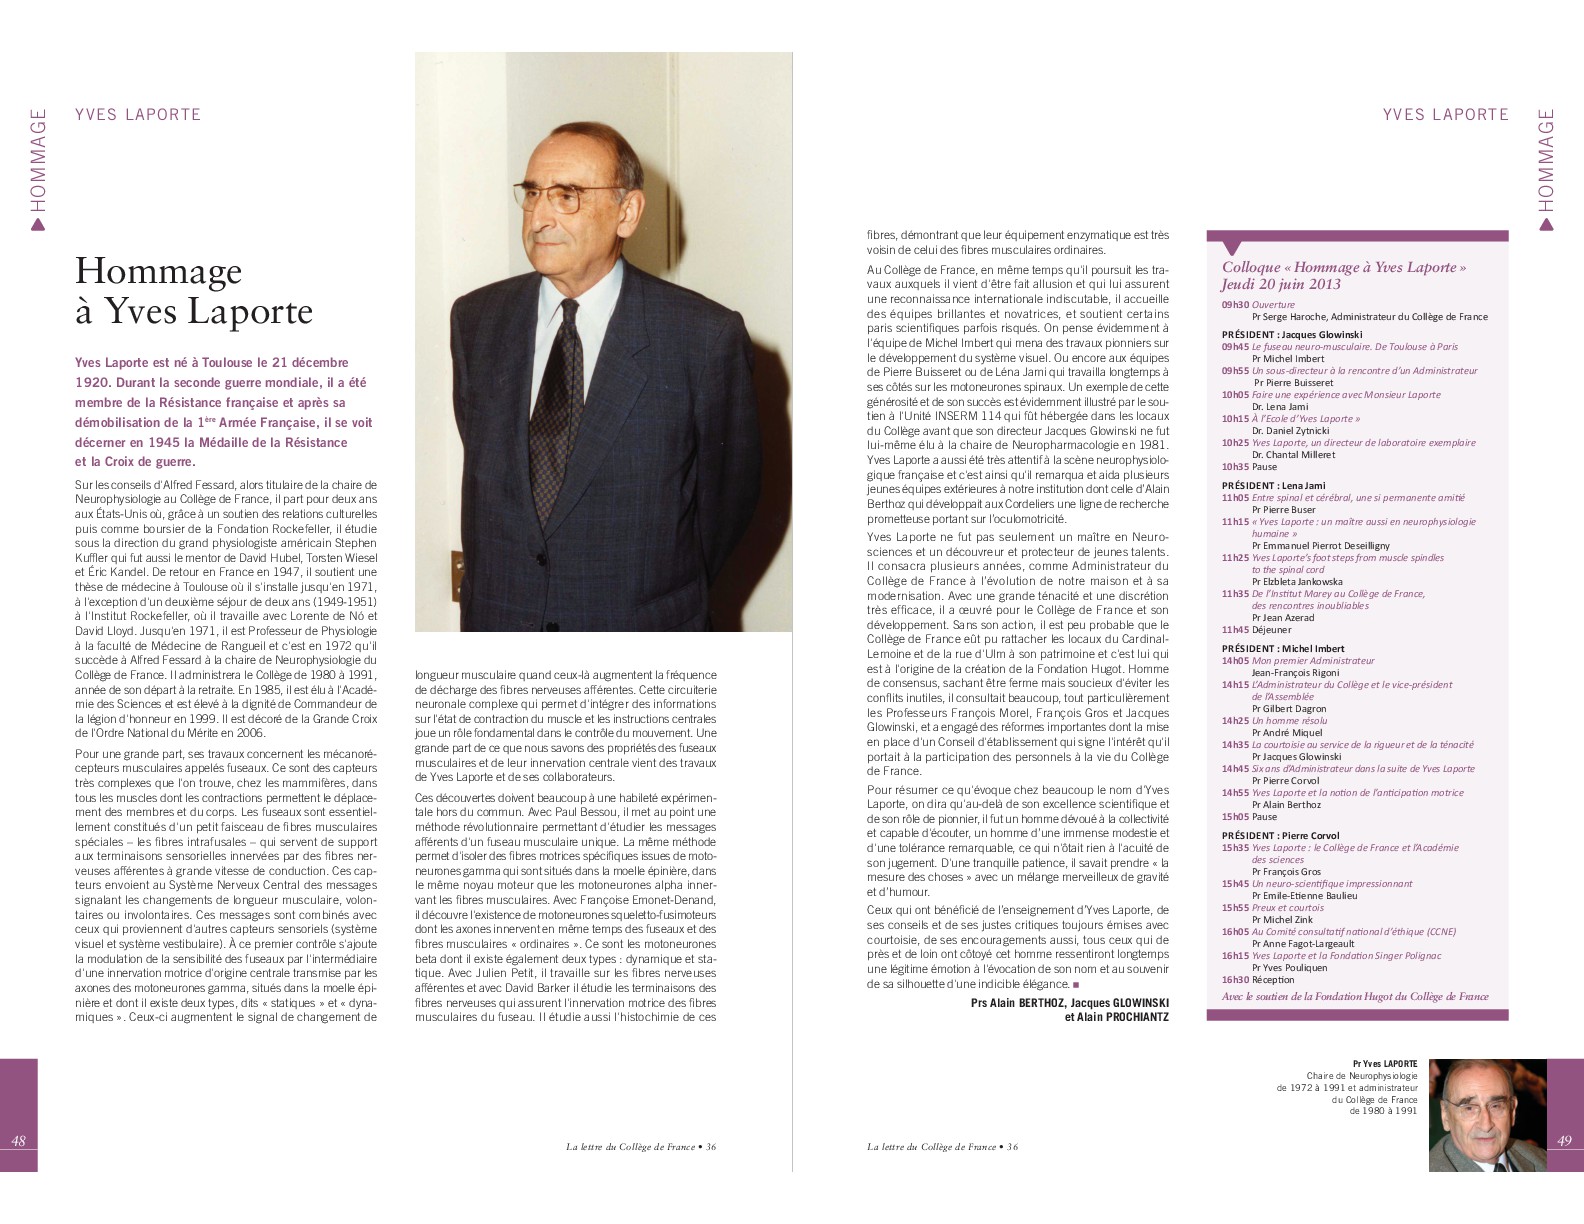 HOMMAGE
YVES LAPORTE
Hommage
à Yves Laporte
Yves Laporte est né à Toulouse le 21 décembre
1920. Durant la seconde guerre mondiale, il a été
membre de la Résistance française et après sa
démobilisation de la 1ère Armée Française, il se voit
décerner en 1945 la Médaille de la Résistance
et la Croix de guerre.
Sur les conseils d'Alfred Fessard, alors titulaire de la chaire de
Neurophysiologie au Collège de France, il part pour deux ans
aux États-Unis où, grâce à un soutien des relations culturelles
puis comme boursier de la Fondation Rockefeller, il étudie
sous la direction du grand physiologiste américain Stephen
Kuffler qui fut aussi le mentor de David Hubel, Torsten Wiesel
et Éric Kandel. De retour en France en 1947, il soutient une
thèse de médecine à Toulouse où il s'installe jusqu'en 1971,
à l'exception d'un deuxième séjour de deux ans (1949-1951)
à l'Institut Rockefeller, où il travaille avec Lorente de Nó et
David Lloyd. Jusqu'en 1971, il est Professeur de Physiologie
à la faculté de Médecine de Rangueil et c'est en 1972 qu'il
succède à Alfred Fessard à la chaire de Neurophysiologie du
Collège de France. Il administrera le Collège de 1980 à 1991,
année de son départ à la retraite. En 1985, il est élu à l'Acadé-
mie des Sciences et est élevé à la dignité de Commandeur de
la légion d'honneur en 1999. Il est décoré de la Grande Croix
de l'Ordre National du Mérite en 2006.
Pour une grande part, ses travaux concernent les mécanoré-
cepteurs musculaires appelés fuseaux. Ce sont des capteurs
très complexes que l'on trouve, chez les mammifères, dans
tous les muscles dont les contractions permettent le déplace-
ment des membres et du corps. Les fuseaux sont essentiel-
lement constitués d'un petit faisceau de fibres musculaires
spéciales – les fibres intrafusales – qui servent de support
aux terminaisons sensorielles innervées par des fibres ner-
veuses afférentes à grande vitesse de conduction. Ces cap-
teurs envoient au Système Nerveux Central des messages
signalant les changements de longueur musculaire, volon-
taires ou involontaires. Ces messages sont combinés avec
ceux qui proviennent d'autres capteurs sensoriels (système
visuel et système vestibulaire). À ce premier contrôle s'ajoute
la modulation de la sensibilité des fuseaux par l'intermédiaire
d'une innervation motrice d'origine centrale transmise par les
axones des motoneurones gamma, situés dans la moelle épi-
nière et dont il existe deux types, dits « statiques » et « dyna-
miques ». Ceux-ci augmentent le signal de changement de
longueur musculaire quand ceux-là augmentent la fréquence
de décharge des fibres nerveuses afférentes. Cette circuiterie
neuronale complexe qui permet d'intégrer des informations
sur l'état de contraction du muscle et les instructions centrales
joue un rôle fondamental dans le contrôle du mouvement. Une
grande part de ce que nous savons des propriétés des fuseaux
musculaires et de leur innervation centrale vient des travaux
de Yves Laporte et de ses collaborateurs.
Ces découvertes doivent beaucoup à une habileté expérimen-
tale hors du commun. Avec Paul Bessou, il met au point une
méthode révolutionnaire permettant d'étudier les messages
afférents d'un fuseau musculaire unique. La même méthode
permet d'isoler des fibres motrices spécifiques issues de moto-
neurones gamma qui sont situés dans la moelle épinière, dans
le même noyau moteur que les motoneurones alpha inner-
vant les fibres musculaires. Avec Françoise Emonet-Denand,
il découvre l'existence de motoneurones squeletto-fusimoteurs
dont les axones innervent en même temps des fuseaux et des
fibres musculaires « ordinaires ». Ce sont les motoneurones
beta dont il existe également deux types : dynamique et sta-
tique. Avec Julien Petit, il travaille sur les fibres nerveuses
afférentes et avec David Barker il étudie les terminaisons des
fibres nerveuses qui assurent l'innervation motrice des fibres
musculaires du fuseau. Il étudie aussi l'histochimie de ces
48
La lettre du Collège de France • 36
YVES LAPORTE
HOMMAGE
fibres, démontrant que leur équipement enzymatique est très
voisin de celui des fibres musculaires ordinaires.
Au Collège de France, en même temps qu'il poursuit les tra-
vaux auxquels il vient d'être fait allusion et qui lui assurent
une reconnaissance internationale indiscutable, il accueille
des équipes brillantes et novatrices, et soutient certains
paris scientifiques parfois risqués. On pense évidemment à
l'équipe de Michel Imbert qui mena des travaux pionniers sur
le développement du système visuel. Ou encore aux équipes
de Pierre Buisseret ou de Léna Jami qui travailla longtemps à
ses côtés sur les motoneurones spinaux. Un exemple de cette
générosité et de son succès est évidemment illustré par le sou-
tien à l'Unité INSERM 114 qui fût hébergée dans les locaux
du Collège avant que son directeur Jacques Glowinski ne fut
lui-même élu à la chaire de Neuropharmacologie en 1981.
Yves Laporte a aussi été très attentif à la scène neurophysiolo-
gique française et c'est ainsi qu'il remarqua et aida plusieurs
jeunes équipes extérieures à notre institution dont celle d'Alain
Berthoz qui développait aux Cordeliers une ligne de recherche
prometteuse portant sur l'oculomotricité.
Yves Laporte ne fut pas seulement un maître en Neuro-
sciences et un découvreur et protecteur de jeunes talents.
Il consacra plusieurs années, comme Administrateur du
Collège de France à l'évolution de notre maison et à sa
modernisation. Avec une grande ténacité et une discrétion
très efficace, il a œuvré pour le Collège de France et son
développement. Sans son action, il est peu probable que le
Collège de France eût pu rattacher les locaux du Cardinal-
Lemoine et de la rue d'Ulm à son patrimoine et c'est lui qui
est à l'origine de la création de la Fondation Hugot. Homme
de consensus, sachant être ferme mais soucieux d'éviter les
conflits inutiles, il consultait beaucoup, tout particulièrement
les Professeurs François Morel, François Gros et Jacques
Glowinski, et a engagé des réformes importantes dont la mise
en place d'un Conseil d'établissement qui signe l'intérêt qu'il
portait à la participation des personnels à la vie du Collège
de France.
Pour résumer ce qu'évoque chez beaucoup le nom d'Yves
Laporte, on dira qu'au-delà de son excellence scientifique et
de son rôle de pionnier, il fut un homme dévoué à la collectivité
et capable d'écouter, un homme d'une immense modestie et
d'une tolérance remarquable, ce qui n'ôtait rien à l'acuité de
son jugement. D'une tranquille patience, il savait prendre « la
mesure des choses » avec un mélange merveilleux de gravité
et d'humour.
Ceux qui ont bénéficié de l'enseignement d'Yves Laporte, de
ses conseils et de ses justes critiques toujours émises avec
courtoisie, de ses encouragements aussi, tous ceux qui de
près et de loin ont côtoyé cet homme ressentiront longtemps
une légitime émotion à l'évocation de son nom et au souvenir
de sa silhouette d'une indicible élégance. ■
Prs Alain BERTHOZ, Jacques GLOWINSKI
et Alain PROCHIANTZ
Colloque « Hommage à Yves Laporte »
Jeudi 20 juin 2013
09h30 Ouverture
Pr Serge Haroche, Administrateur du Collège de France
PRÉSIDENT : Jacques Glowinski
09h45 Le fuseau neuro-musculaire. De Toulouse à Paris
Pr Michel Imbert
09h55 Un sous-directeur à la rencontre d'un Administrateur
Pr Pierre Buisseret
10h05 Faire une expérience avec Monsieur Laporte
Dr. Lena Jami
10h15 À l'Ecole d'Yves Laporte »
Dr. Daniel Zytnicki
10h25 Yves Laporte, un directeur de laboratoire exemplaire
Dr. Chantal Milleret
10h35 Pause
PRÉSIDENT : Lena Jami
11h05 Entre spinal et cérébral, une si permanente amitié
Pr Pierre Buser
11h15 « Yves Laporte : un maître aussi en neurophysiologie
humaine »
Pr Emmanuel Pierrot Deseilligny
11h25 Yves Laporte's foot steps from muscle spindles
to the spinal cord
Pr Elzbleta Jankowska
11h35 De l'Institut Marey au Collège de France,
des rencontres inoubliables
Pr Jean Azerad
11h45 Déjeuner
PRÉSIDENT : Michel Imbert
14h05 Mon premier Administrateur
Jean-François Rigoni
14h15 L'Administrateur du Collège et le vice-président
de l'Assemblée
Pr Gilbert Dagron
14h25 Un homme résolu
Pr André Miquel
14h35 La courtoisie au service de la rigueur et de la ténacité
Pr Jacques Glowinski
14h45 Six ans d'Administrateur dans la suite de Yves Laporte
Pr Pierre Corvol
14h55 Yves Laporte et la notion de l'anticipation motrice
Pr Alain Berthoz
15h05 Pause
PRÉSIDENT : Pierre Corvol
15h35 Yves Laporte : le Collège de France et l'Académie
des sciences
Pr François Gros
15h45 Un neuro-scientifique impressionnant
Pr Emile-Etienne Baulieu
15h55 Preux et courtois
Pr Michel Zink
16h05 Au Comité consultatif national d'éthique (CCNE)
Pr Anne Fagot-Largeault
16h15 Yves Laporte et la Fondation Singer Polignac
Pr Yves Pouliquen
16h30 Réception
Avec le soutien de la Fondation Hugot du Collège de France
Pr Yves LAPORTE
Chaire de Neurophysiologie
de 1972 à 1991 et administrateur
du Collège de France
de 1980 à 1991
La lettre du Collège de France • 36
49